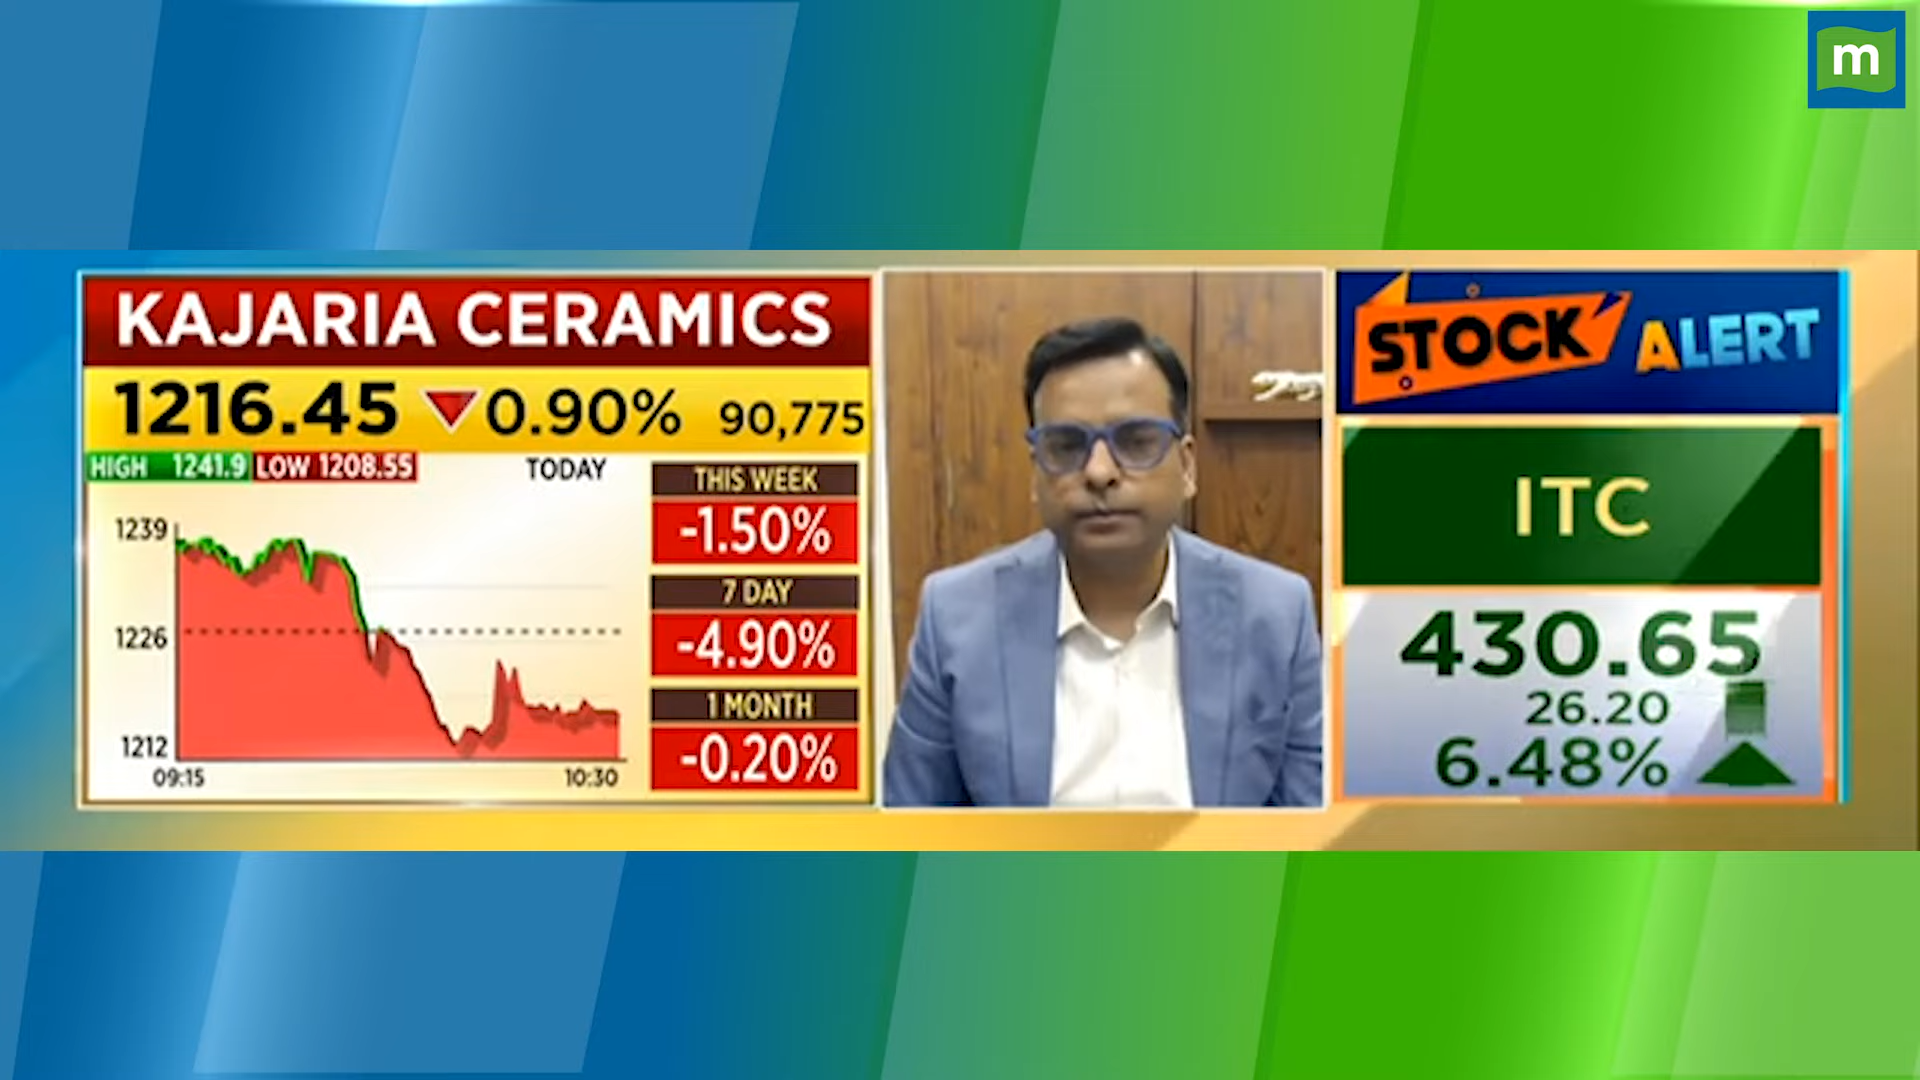 m
KAJARIA CERAMICS
1216.45 0.90% 90,775
HIGH 1241.9 LOW 1208.55 TODAY
1239
1226
1212
09:15 10:30
THIS WEEK
-1.50%
7 DAY
-4.90%
1 MONTH
-0.20%
STOCK ALERT
ITC
430.65
26.20
6.48%